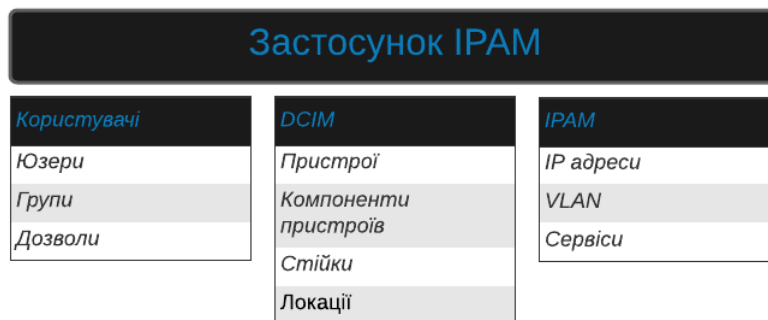 Застосунок IPAM
Користувачі
Юзери
Групи
Дозволи
DCIM
Пристрої
Компоненти
пристроїв
Стійки
Локації
IPAM
IP адреси
VLAN
Сервіси